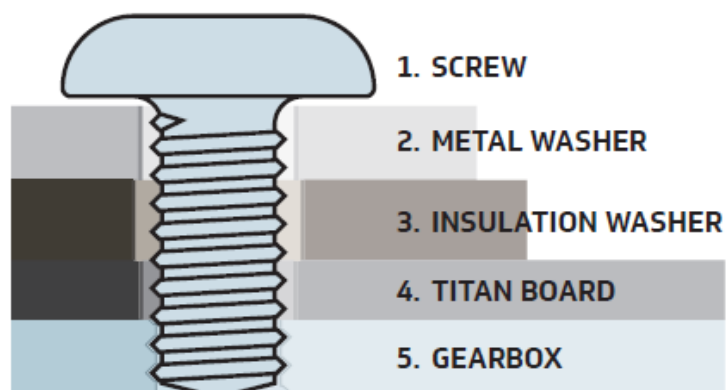 1. SCREW
2. METAL WASHER
3. INSULATION WASHER
4. TITAN BOARD
5. GEARBOX